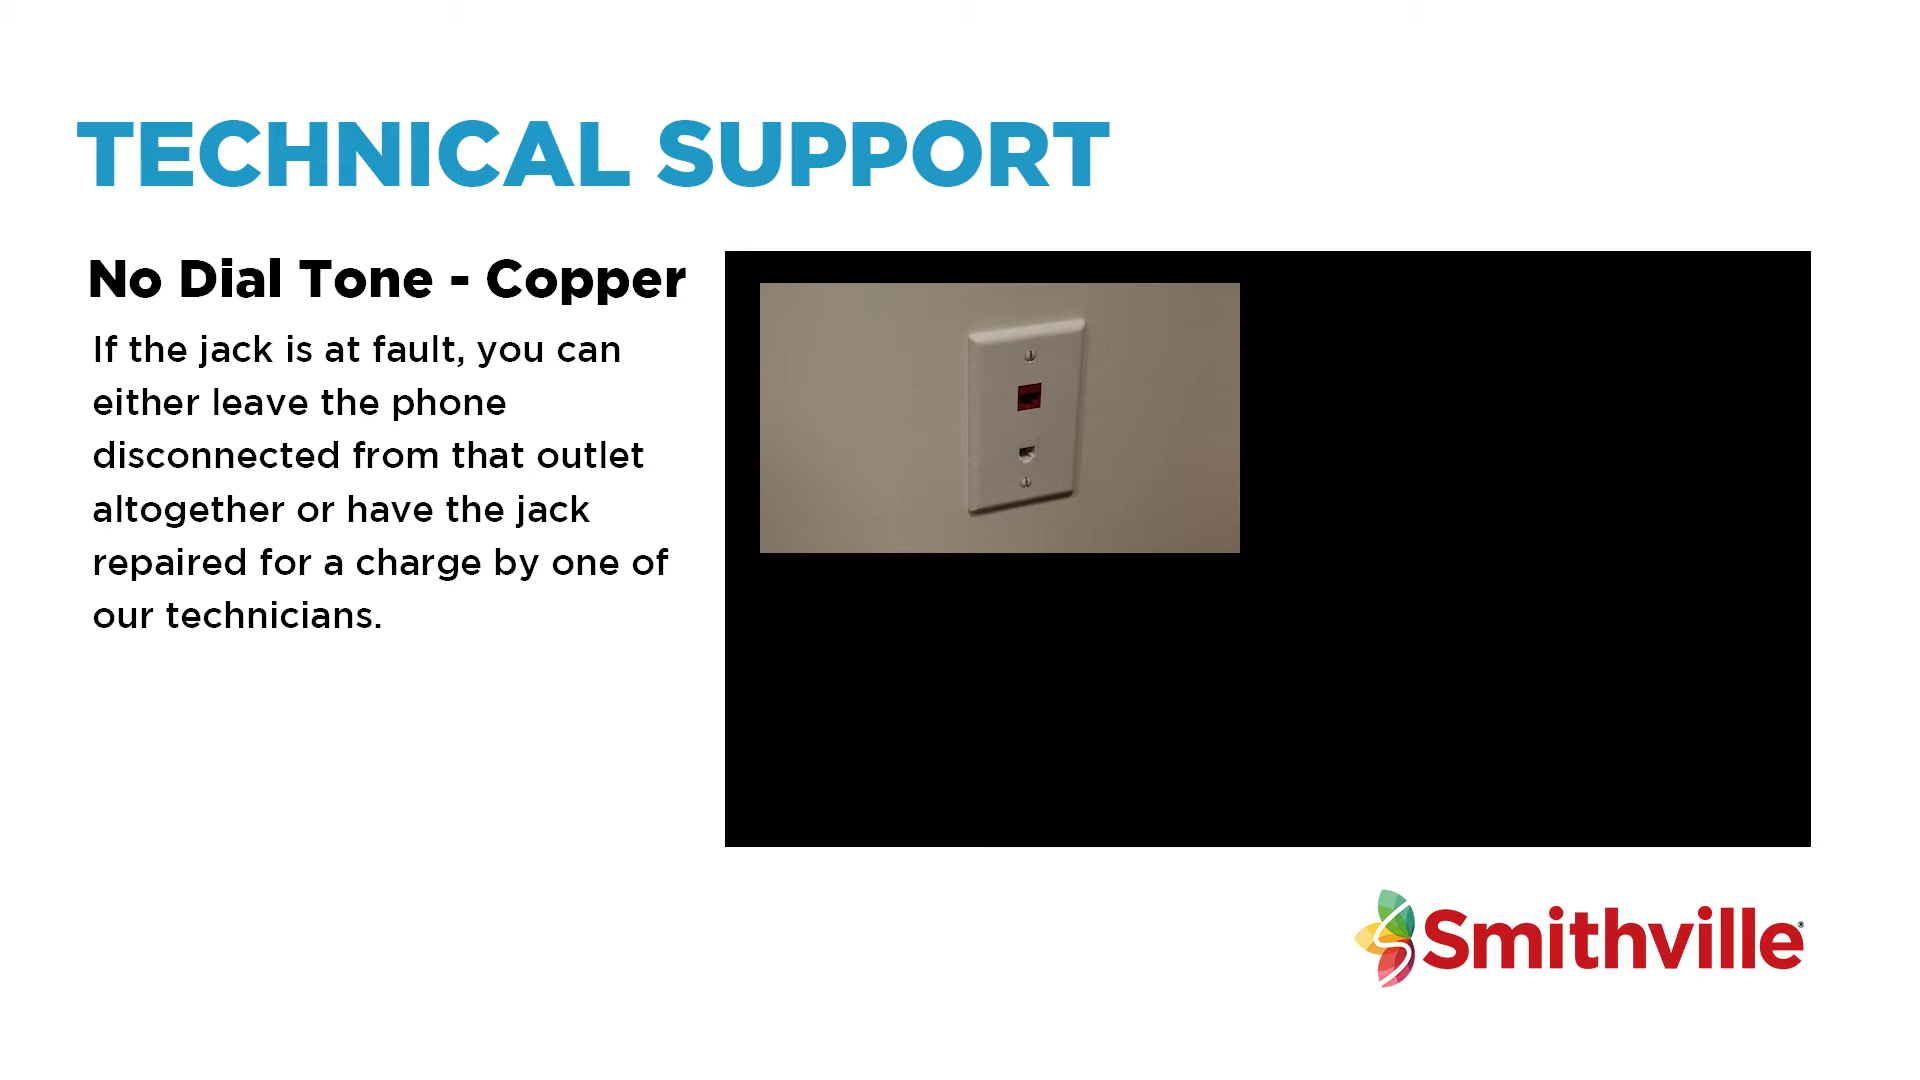 TECHNICAL SUPPORT
No Dial Tone - Copper
If the jack is at fault, you can
either leave the phone
disconnected from that outlet
altogether or have the jack
repaired for a charge by one of
our technicians.
Smithville®